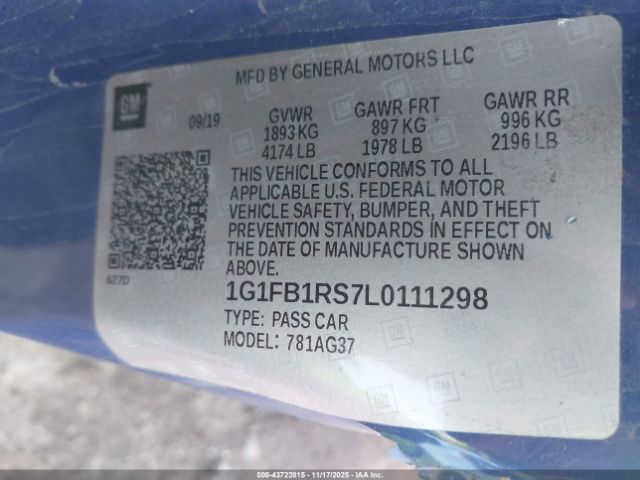 MFD BY GENERAL MOTORS LLC
GM
09/19
GVWR GAWR FRT GAWR RR
1893 KG 897 KG 996 KG
4174 LB 1978 LB 2196 LB
THIS VEHICLE CONFORMS TO ALL
APPLICABLE U.S. FEDERAL MOTOR
VEHICLE SAFETY, BUMPER, AND THEFT
PREVENTION STANDARDS IN EFFECT ON
THE DATE OF MANUFACTURE SHOWN
ABOVE.
627D
1G1FB1RS7L0111298
TYPE: PASS CAR
MODEL: 781AG37
000-43722815 - 11/17/2025 - IAA Corp.